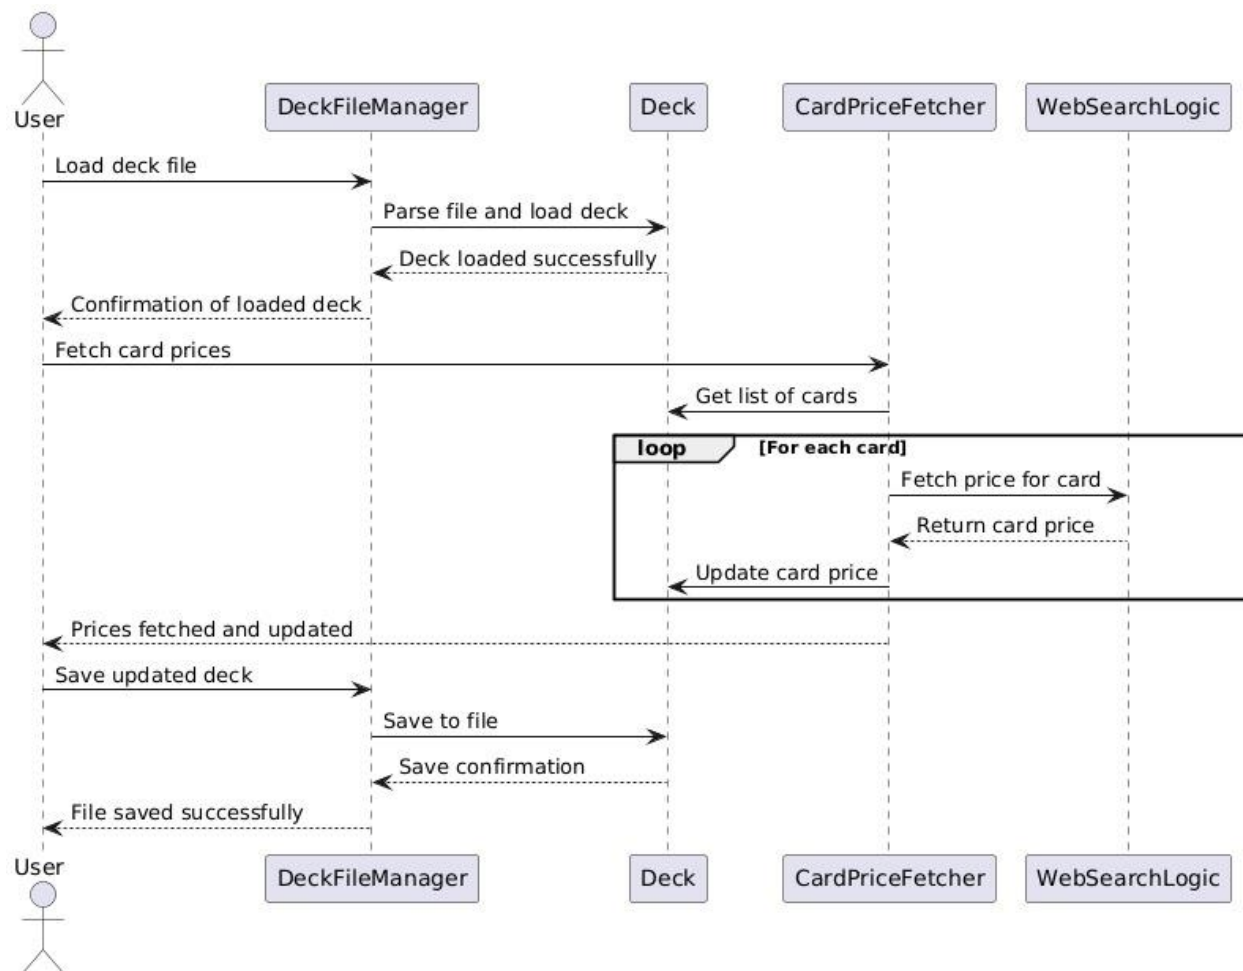 User
DeckFileManager
Deck
CardPriceFetcher
WebSearchLogic
Load deck file
Parse file and load deck
Deck loaded successfully
Confirmation of loaded deck
Fetch card prices
Get list of cards
loop
[For each card]
Fetch price for card
Return card price
Update card price
Prices fetched and updated
Save updated deck
Save to file
Save confirmation
File saved successfully
User
DeckFileManager
Deck
CardPriceFetcher
WebSearchLogic